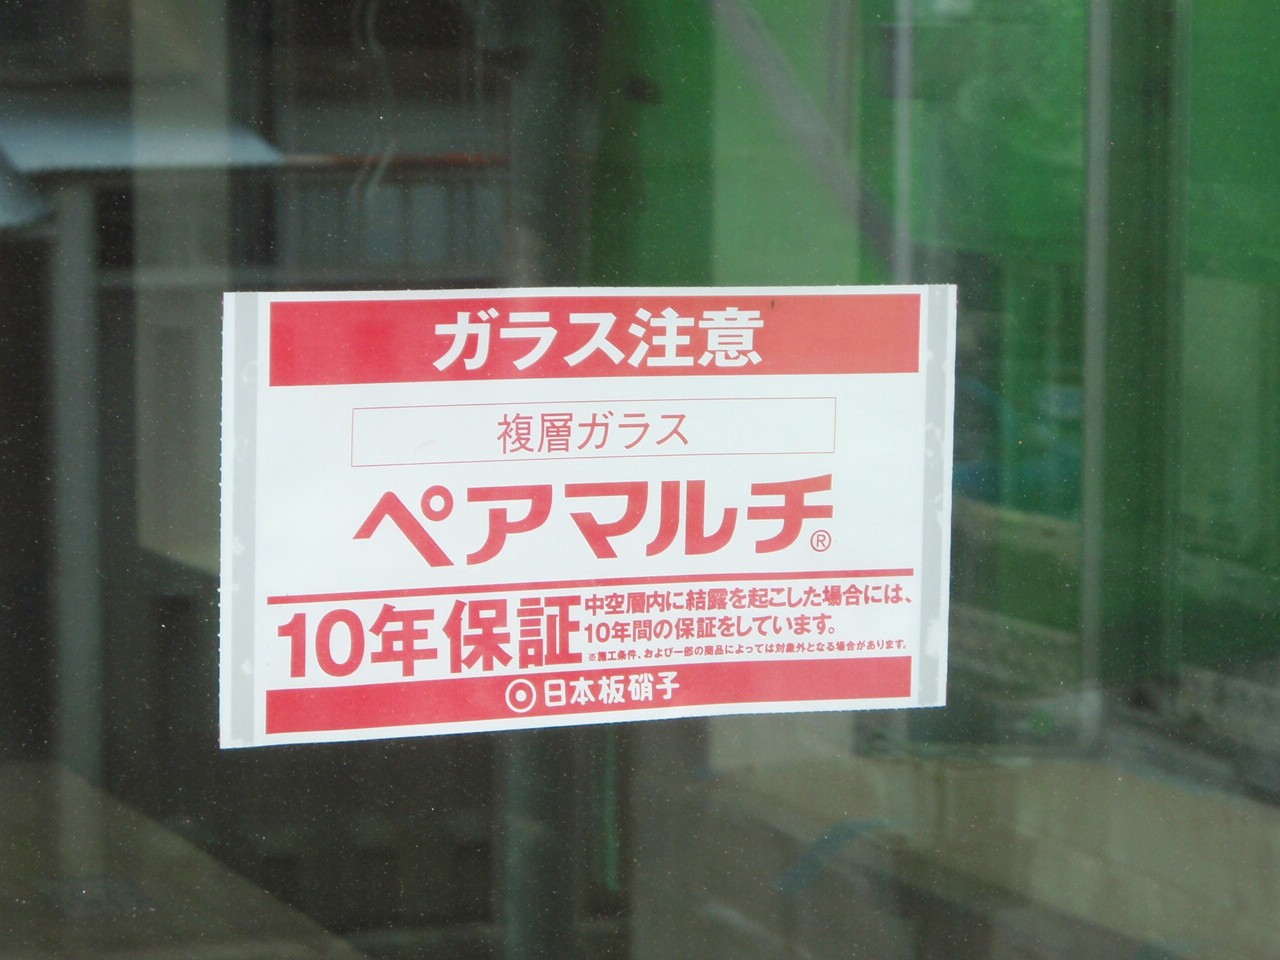 ガラス注意
複層ガラス
ペアマルチ®
10年保証
中空層内に結露を起こした場合には、
10年間の保証をしています。
※施工条件、および一部の商品によっては対象外となる場合があります。
日本板硝子